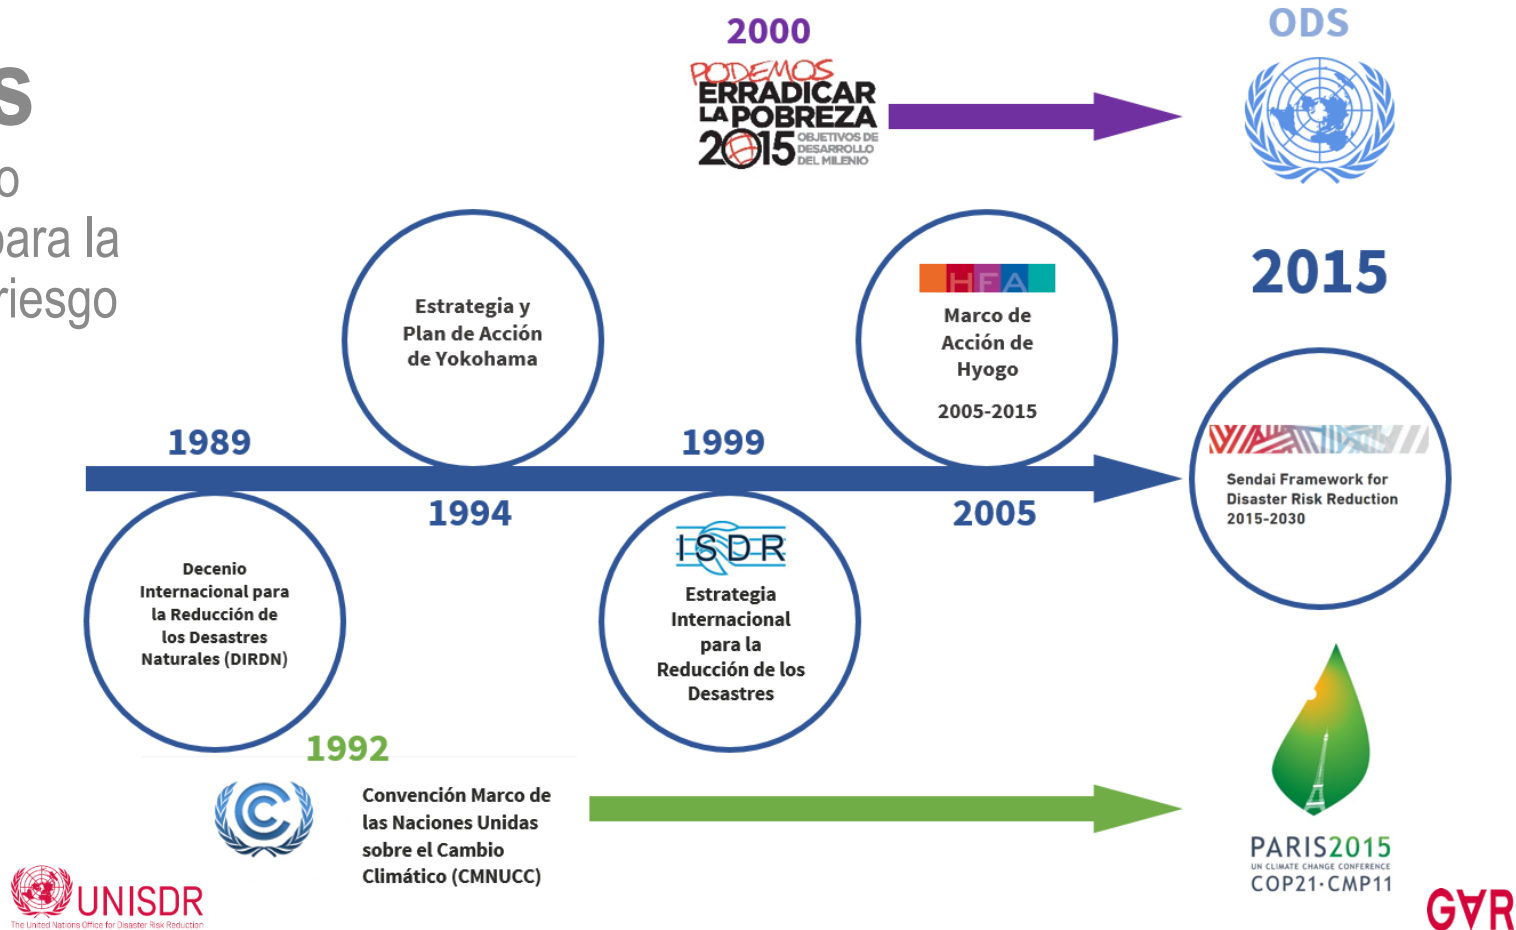 s
o
para la
riesgo
2000
PODEMOS
ERRADICAR
LA POBREZA
2015
OBJETIVOS DE
DESARROLLO
DEL MILENIO
ODS
2015
Estrategia y
Plan de Acción
de Yokohama
HFA
Marco de
Acción de
Hyogo
2005-2015
1989
1994
1999
2005
Sendai Framework for
Disaster Risk Reduction
2015-2030
Decenio
Internacional para
la Reducción de
los Desastres
Naturales (DIRDN)
ISDR
Estrategia
Internacional
para la
Reducción de los
Desastres
1992
Convención Marco de
las Naciones Unidas
sobre el Cambio
Climático (CMNUCC)
PARIS2015
UN CLIMATE CHANGE CONFERENCE
COP21·CMP11
UNISDR
The United Nations Office for Disaster Risk Reduction
GAR